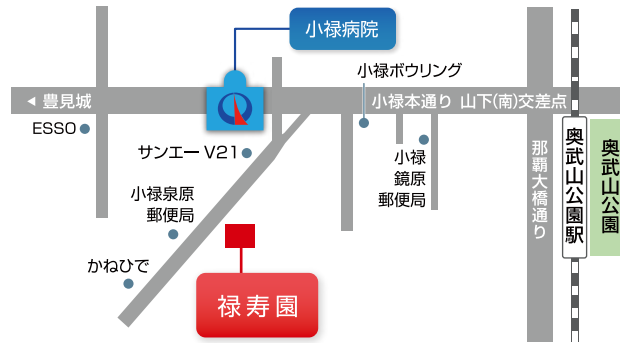 小禄病院
小禄ボウリング
◀ 豊見城
小禄本通り 山下(南)交差点
ESSO
サンエー V21
小禄
鏡原
郵便局
那覇大橋通り
奥武山公園駅
奥武山公園
小禄泉原
郵便局
かねひで
禄寿園